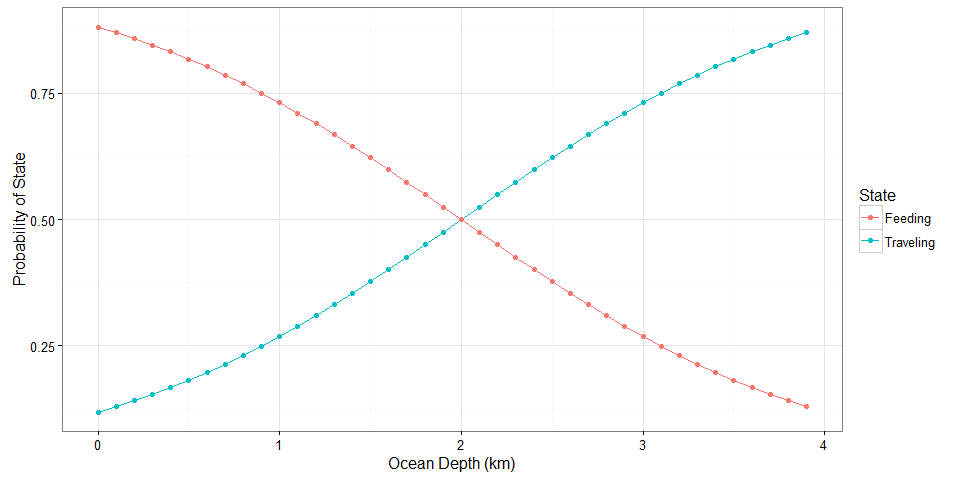 Probability of State
0.75
0.50
0.25
0
1
2
3
4
Ocean Depth (km)
State
Feeding
Traveling